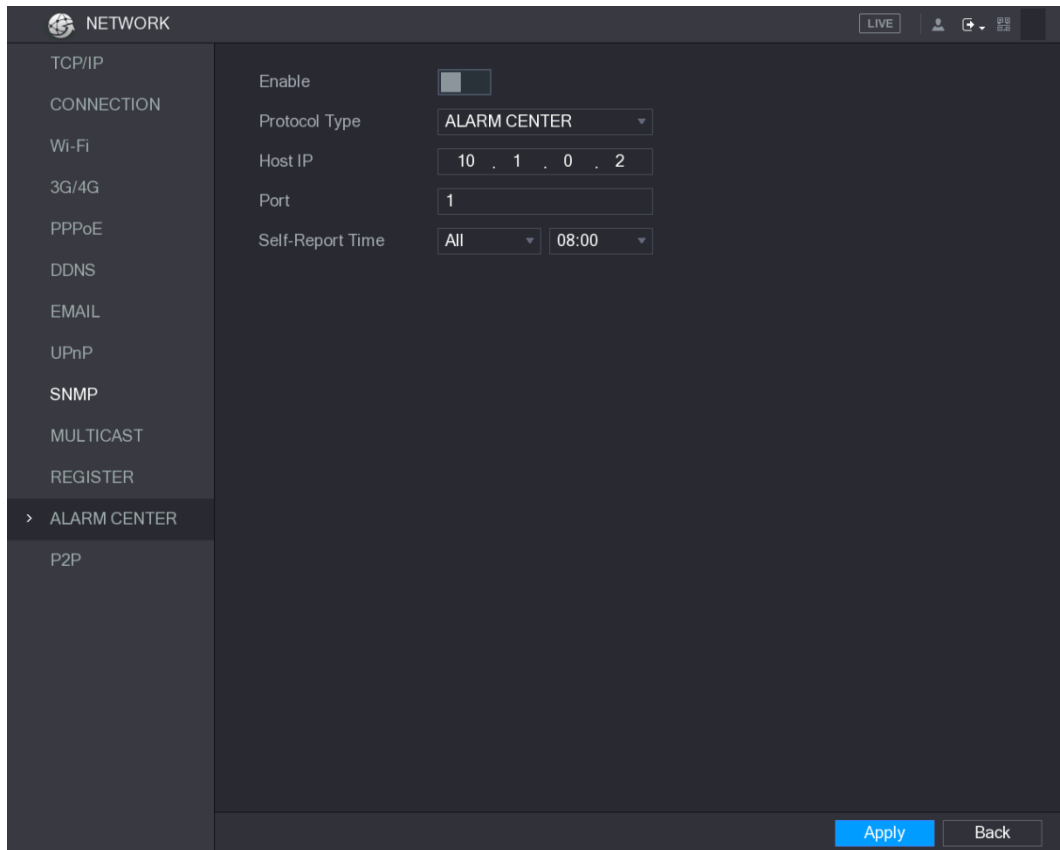 NETWORK
LIVE
TCP/IP
CONNECTION
Wi-Fi
3G/4G
PPPoE
DDNS
EMAIL
UPnP
SNMP
MULTICAST
REGISTER
> ALARM CENTER
P2P
Enable
Protocol Type ALARM CENTER
Host IP 10 . 1 . 0 . 2
Port 1
Self-Report Time All 08:00
Apply Back